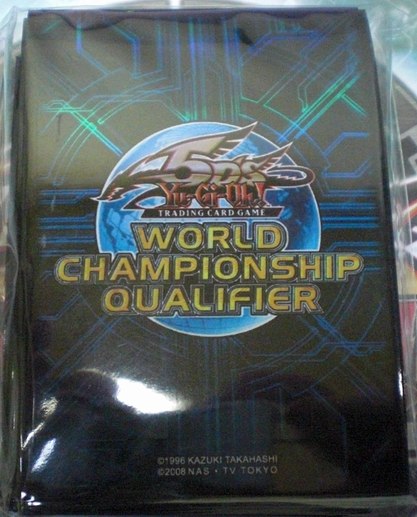 5D's
Yu-Gi-Oh!
TRADING CARD GAME
WORLD
CHAMPIONSHIP
QUALIFIER
©1996 KAZUKI TAKAHASHI
©2008 NAS • TV TOKYO